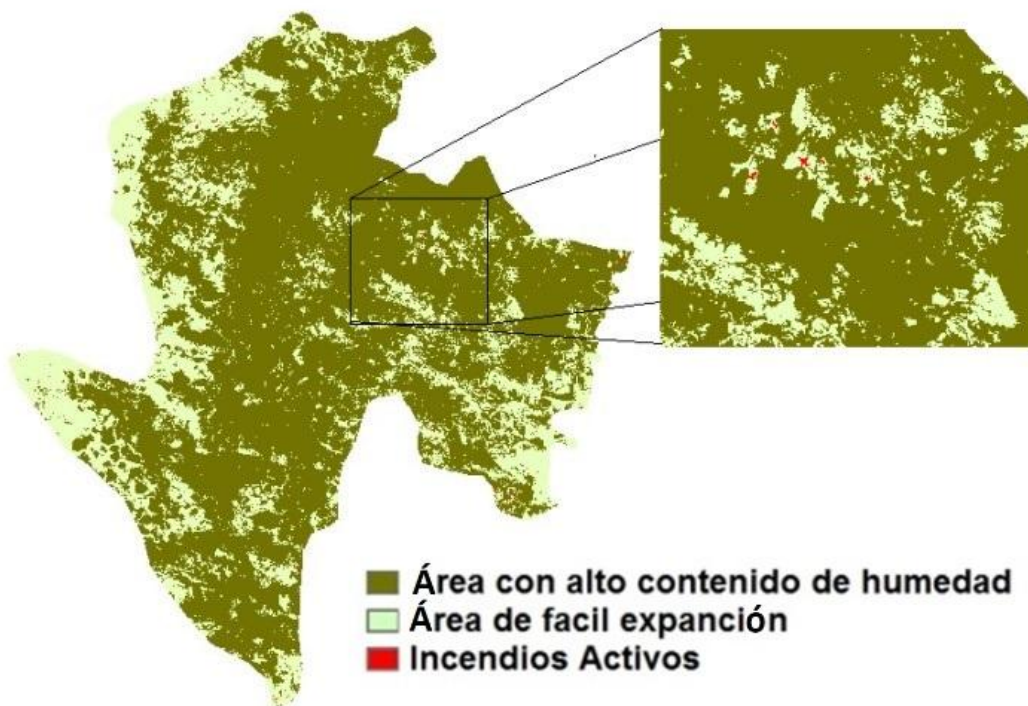 Área con alto contenido de humedad
Área de facil expanción
Incendios Activos